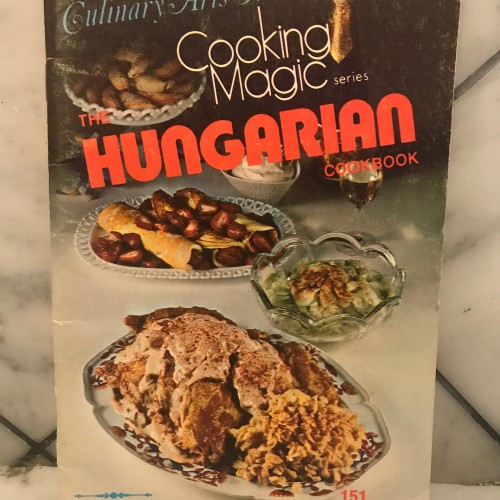 Culinary Arts
Cooking
Magic series
THE
HUNGARIAN
COOKBOOK
151